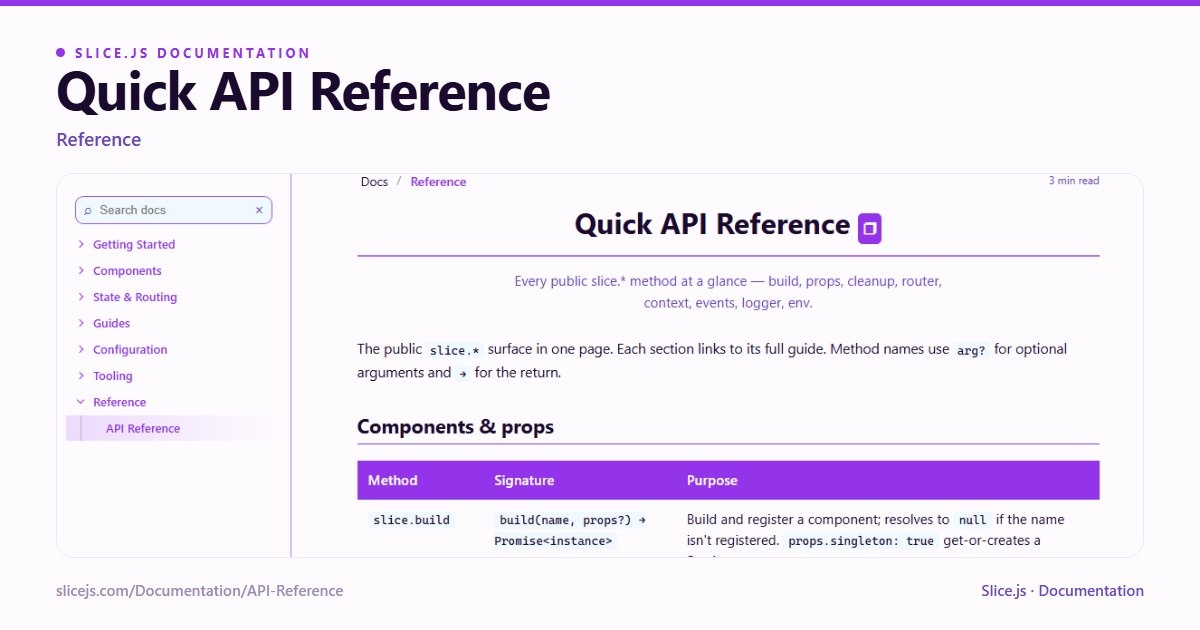 SLICE.JS DOCUMENTATION
Quick API Reference
Reference
Search docs
Getting Started
Components
State & Routing
Guides
Configuration
Tooling
Reference
API Reference
Docs / Reference
3 min read
Quick API Reference
Every public slice.* method at a glance — build, props, cleanup, router,
context, events, logger, env.
The public slice.* surface in one page. Each section links to its full guide. Method names use arg? for optional
arguments and → for the return.
Components & props
Method Signature Purpose
slice.build build(name, props?) → Build and register a component; resolves to null if the name
Promise<instance> isn't registered. props.singleton: true get-or-creates a
slicejs.com/Documentation/API-Reference
Slice.js · Documentation